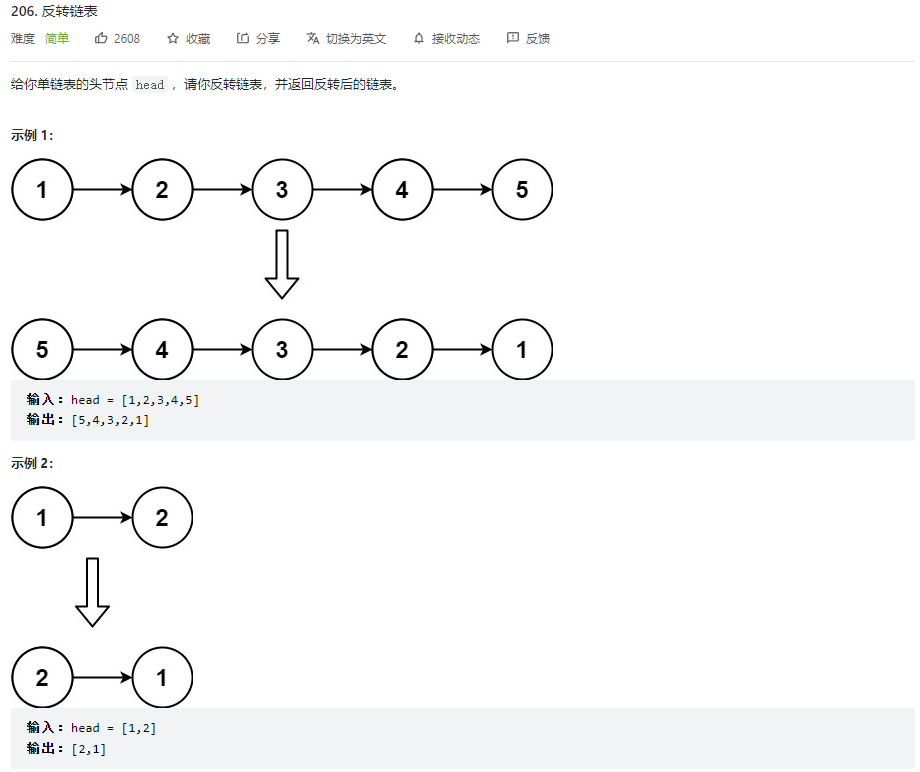 206. 反转链表
难度 简单 2608 收藏 分享 切换为英文 接收动态 反馈
给你单链表的头节点 head ，请你反转链表，并返回反转后的链表。
示例 1：
1 2 3 4 5
5 4 3 2 1
输入：head = [1,2,3,4,5]
输出：[5,4,3,2,1]
示例 2：
1 2
2 1
输入：head = [1,2]
输出：[2,1]